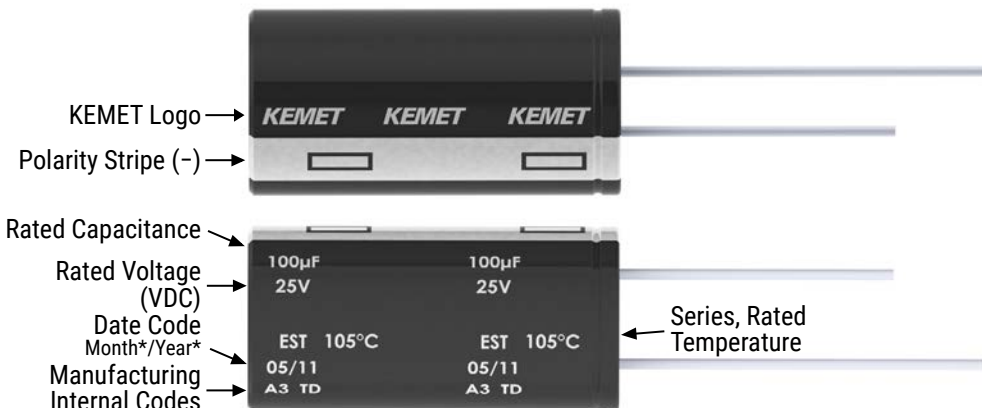 KEMET Logo
KEMET KEMET KEMET
Polarity Stripe (−)
Rated Capacitance
100µF 100µF
Rated Voltage
(VDC)
25V 25V
Date Code
Month*/Year*
EST 105°C EST 105°C
Series, Rated
Temperature
05/11 05/11
Manufacturing
Internal Codes
A3 TD A3 TD